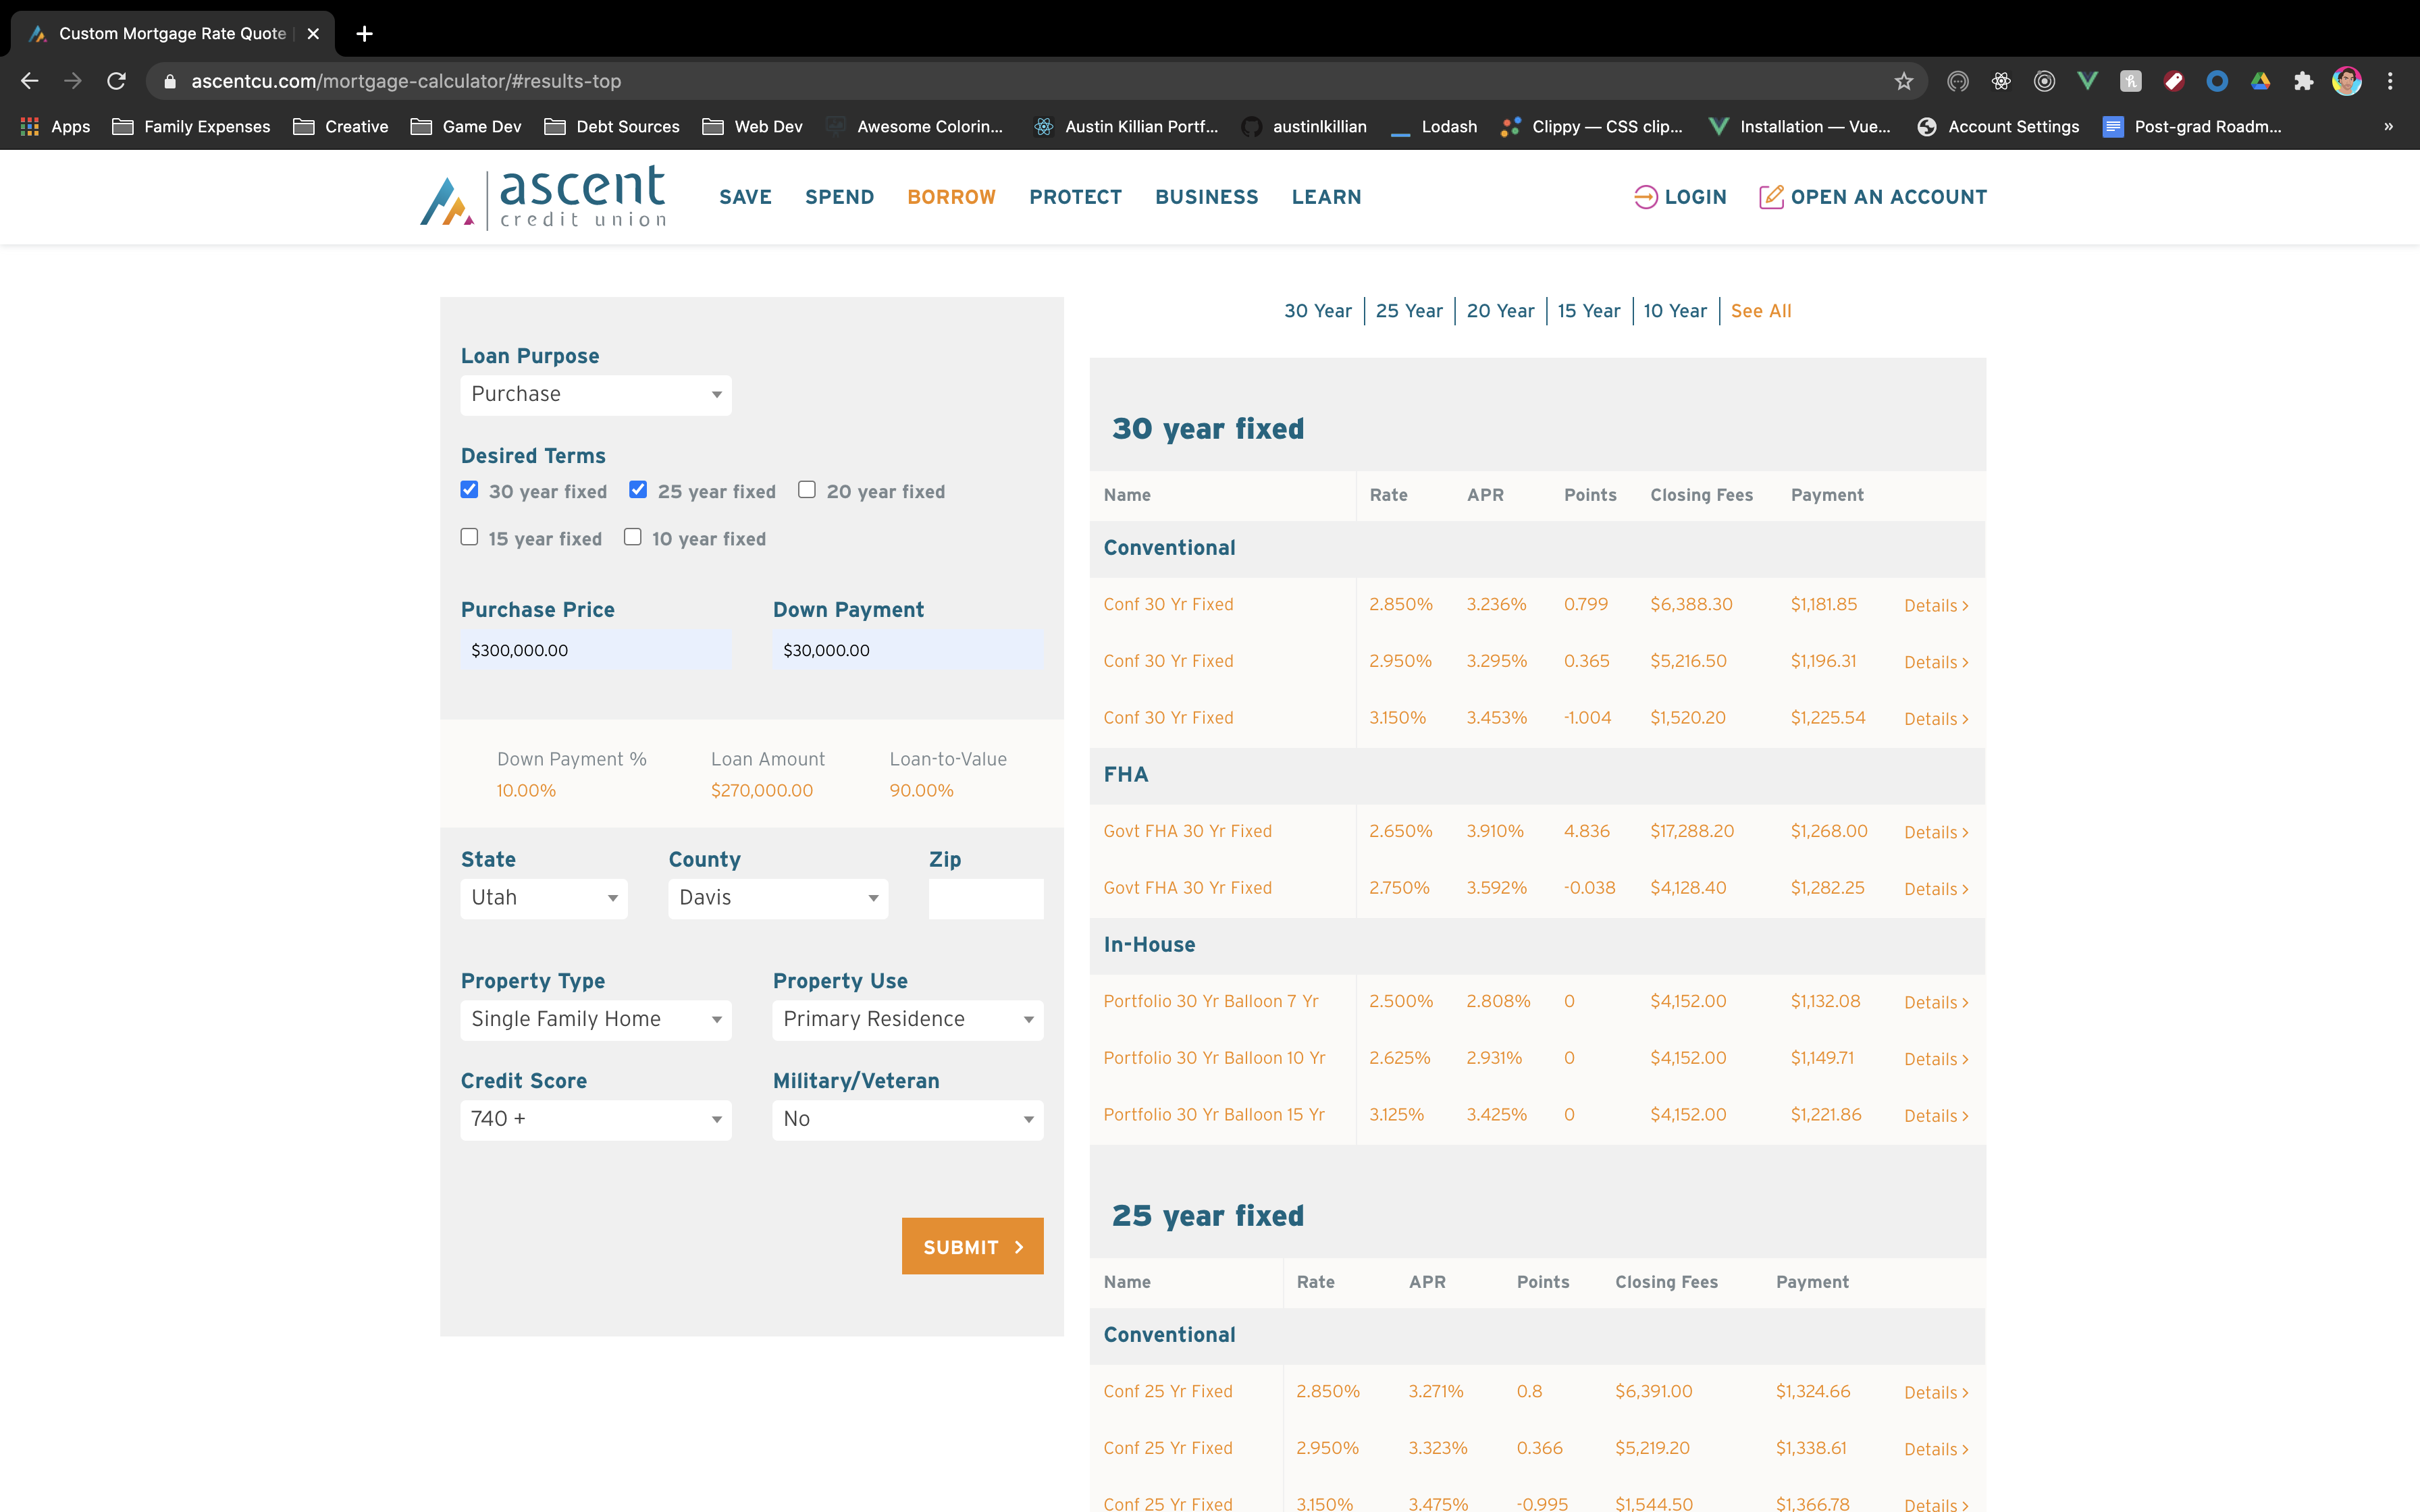 Custom Mortgage Rate Quote
ascentcu.com/mortgage-calculator/#results-top
Apps Family Expenses Creative Game Dev Debt Sources Web Dev Awesome Colorin... Austin Killian Portf... austinlkillian Lodash Clippy — CSS clip... Installation — Vue... Account Settings Post-grad Roadm... »
ascent
credit union
SAVE SPEND BORROW PROTECT BUSINESS LEARN LOGIN OPEN AN ACCOUNT
Loan Purpose
Purchase
Desired Terms
30 year fixed 25 year fixed 20 year fixed
15 year fixed 10 year fixed
Purchase Price Down Payment
$300,000.00 $30,000.00
Down Payment % Loan Amount Loan-to-Value
10.00% $270,000.00 90.00%
State County Zip
Utah Davis
Property Type Property Use
Single Family Home Primary Residence
Credit Score Military/Veteran
740 + No
SUBMIT >
30 Year | 25 Year | 20 Year | 15 Year | 10 Year | See All
30 year fixed
Name Rate APR Points Closing Fees Payment
Conventional
Conf 30 Yr Fixed 2.850% 3.236% 0.799 $6,388.30 $1,181.85 Details >
Conf 30 Yr Fixed 2.950% 3.295% 0.365 $5,216.50 $1,196.31 Details >
Conf 30 Yr Fixed 3.150% 3.453% -1.004 $1,520.20 $1,225.54 Details >
FHA
Govt FHA 30 Yr Fixed 2.650% 3.910% 4.836 $17,288.20 $1,268.00 Details >
Govt FHA 30 Yr Fixed 2.750% 3.592% -0.038 $4,128.40 $1,282.25 Details >
In-House
Portfolio 30 Yr Balloon 7 Yr 2.500% 2.808% 0 $4,152.00 $1,132.08 Details >
Portfolio 30 Yr Balloon 10 Yr 2.625% 2.931% 0 $4,152.00 $1,149.71 Details >
Portfolio 30 Yr Balloon 15 Yr 3.125% 3.425% 0 $4,152.00 $1,221.86 Details >
25 year fixed
Name Rate APR Points Closing Fees Payment
Conventional
Conf 25 Yr Fixed 2.850% 3.271% 0.8 $6,391.00 $1,324.66 Details >
Conf 25 Yr Fixed 2.950% 3.323% 0.366 $5,219.20 $1,338.61 Details >
Conf 25 Yr Fixed 3.150% 3.475% -0.995 $1,544.50 $1,366.78 Details >